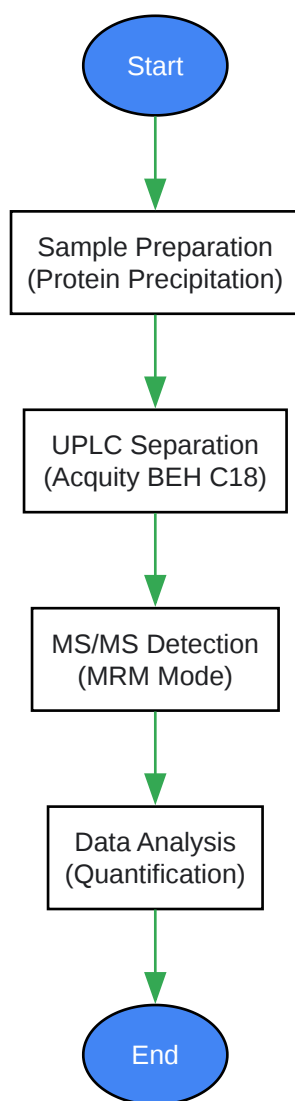 Start
Sample Preparation
(Protein Precipitation)
UPLC Separation
(Acquity BEH C18)
MS/MS Detection
(MRM Mode)
Data Analysis
(Quantification)
End